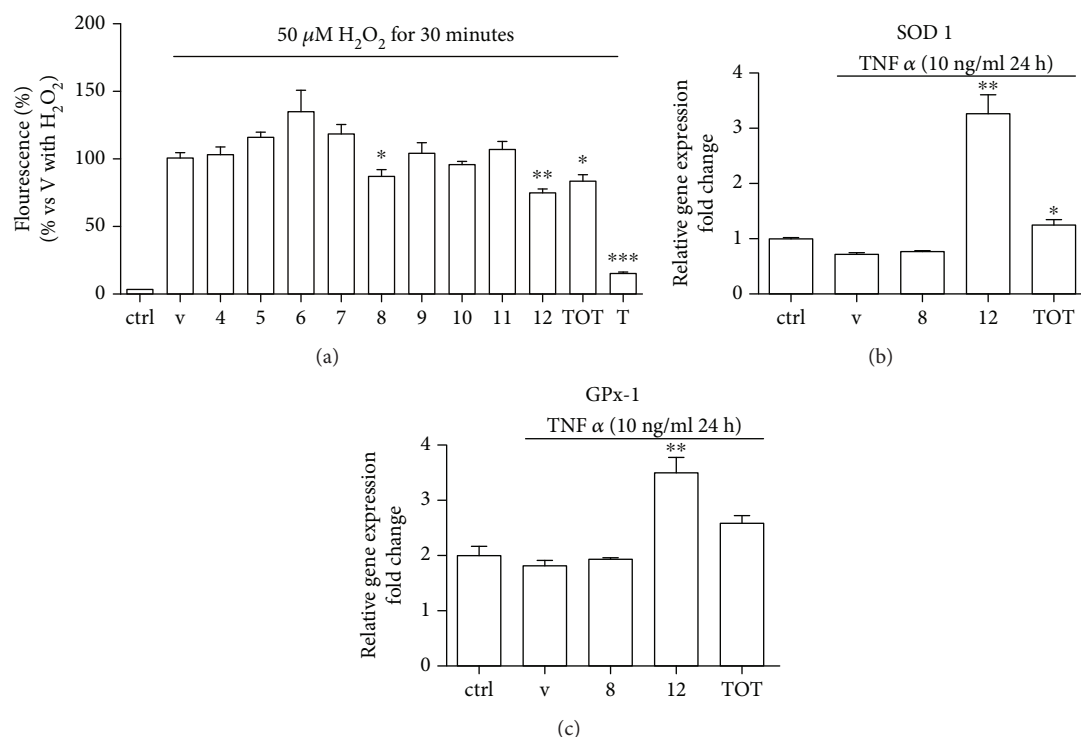 50 μM H₂O₂ for 30 minutes
Flourescence (%)
(% vs V with H₂O₂)
200
150
100
50
0
* ** * ***
ctrl v 4 5 6 7 8 9 10 11 12 TOT T
(a)
SOD 1
TNF α (10 ng/ml 24 h)
Relative gene expression
fold change
4
3
2
1
0
** *
ctrl v 8 12 TOT
(b)
GPx-1
TNF α (10 ng/ml 24 h)
Relative gene expression
fold change
4
2
2
1
0
**
ctrl v 8 12 TOT
(c)